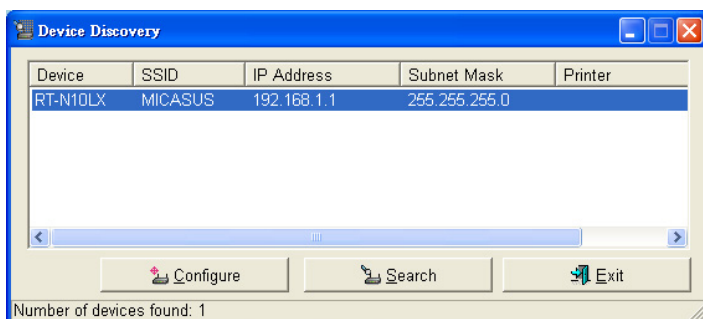 Device Discovery
Device SSID IP Address Subnet Mask Printer
RT-N10LX MICASUS 192.168.1.1 255.255.255.0
Configure Search Exit
Number of devices found: 1